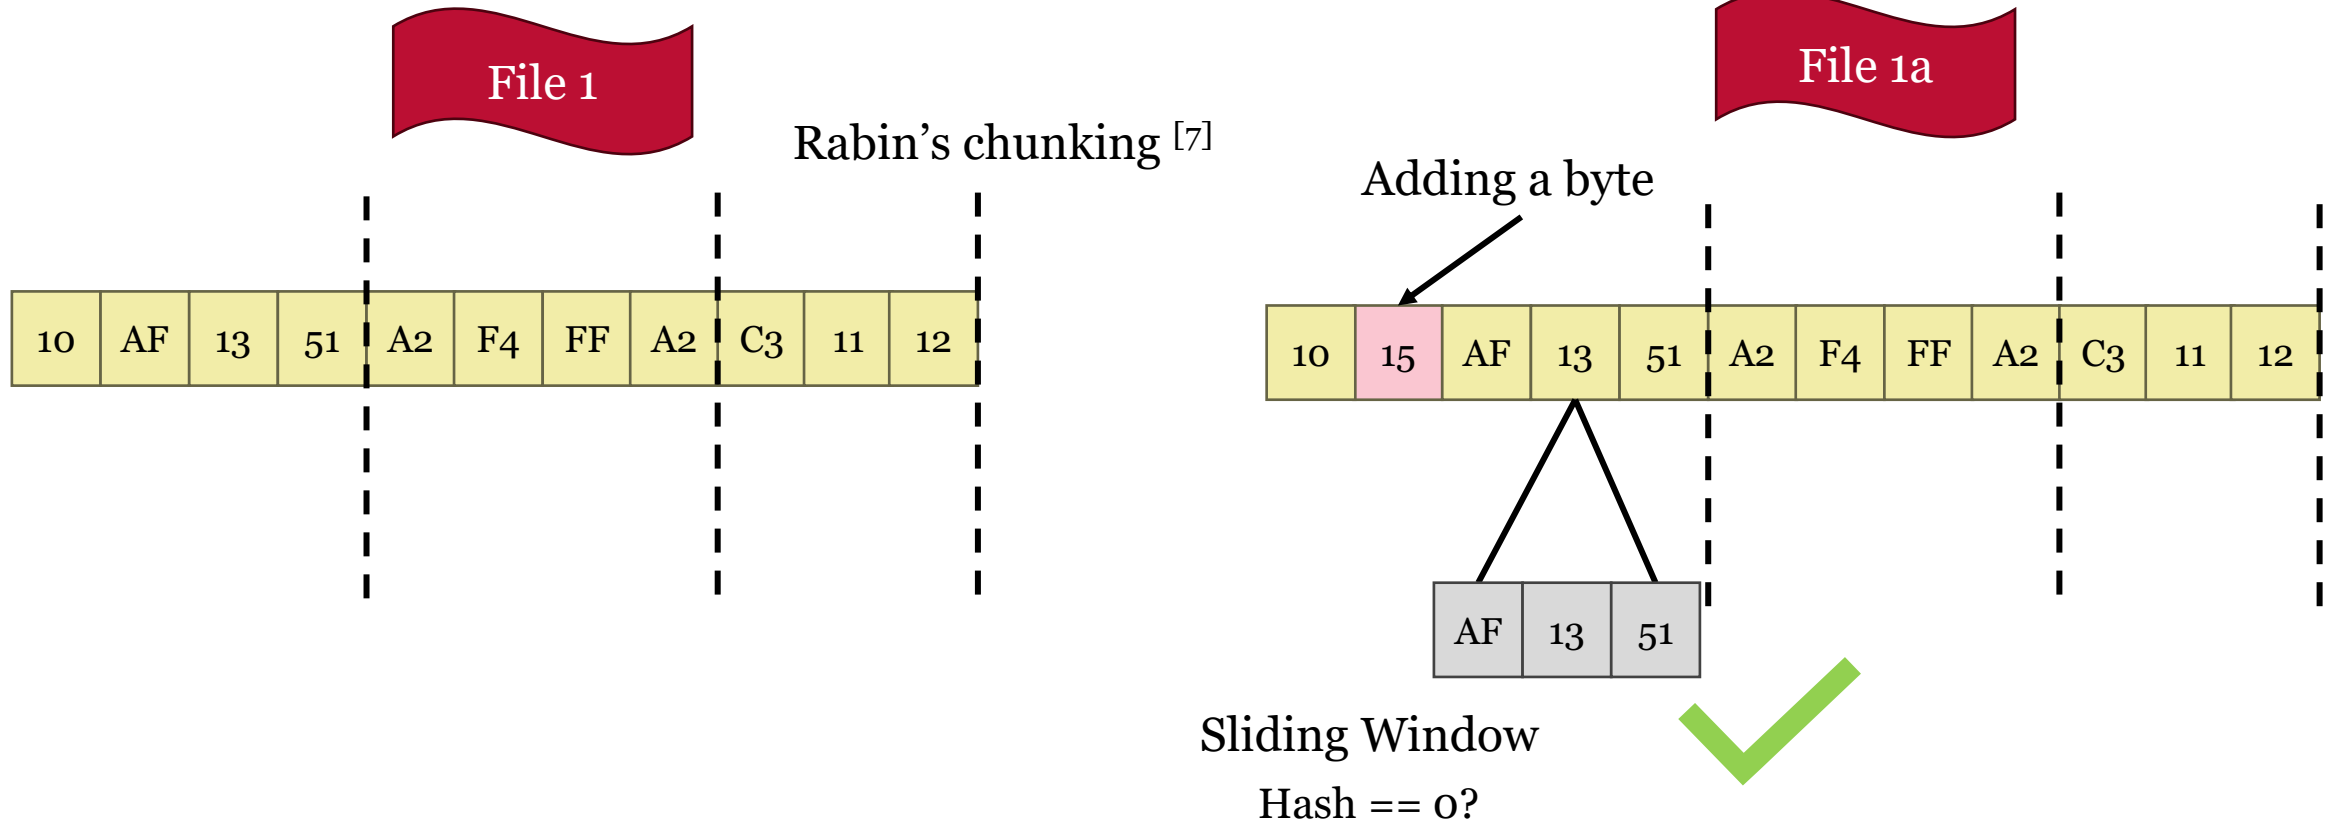 File 1
Rabin’s chunking [7]
10 AF 13 51 A2 F4 FF A2 C3 11 12
File 1a
Adding a byte
10 15 AF 13 51 A2 F4 FF A2 C3 11 12
AF 13 51
Sliding Window
Hash == 0?